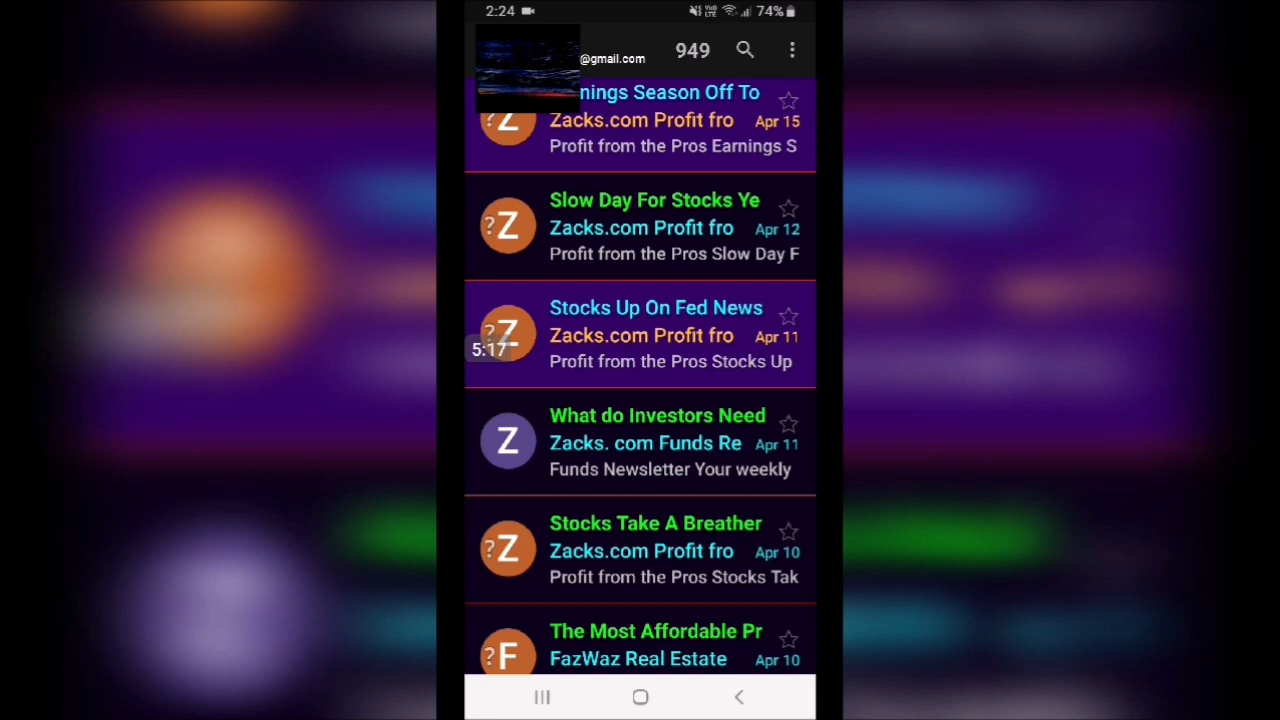 2:24 VoD LTE 74%
@gmail.com 949
nings Season Off To
Z Zacks.com Profit fro Apr 15
Profit from the Pros Earnings S
Slow Day For Stocks Ye
?Z Zacks.com Profit fro Apr 12
Profit from the Pros Slow Day F
Stocks Up On Fed News
?Z Zacks.com Profit fro Apr 11
5:17
Profit from the Pros Stocks Up
What do Investors Need
Z Zacks. com Funds Re Apr 11
Funds Newsletter Your weekly
Stocks Take A Breather
?Z Zacks.com Profit fro Apr 10
Profit from the Pros Stocks Tak
The Most Affordable Pr
?F FazWaz Real Estate Apr 10